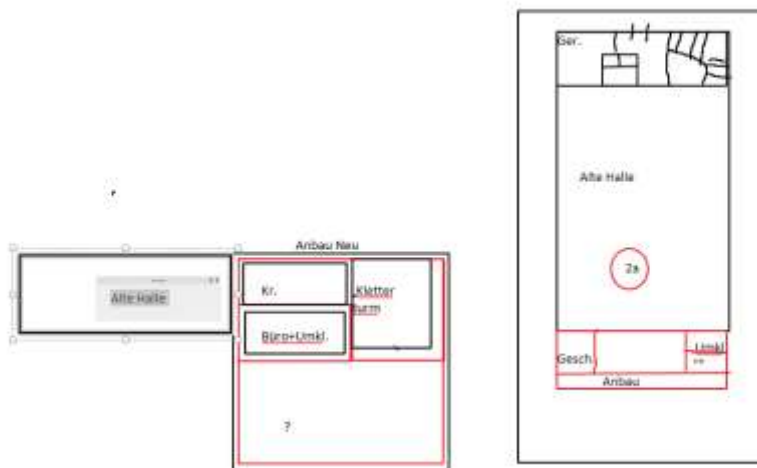 Anbau Neu
Alte Halle
Kr.
Kletter
turm
Büro+Umkl.
?
Ger.
Alte Halle
2a
Gesch.
Umkl
Anbau